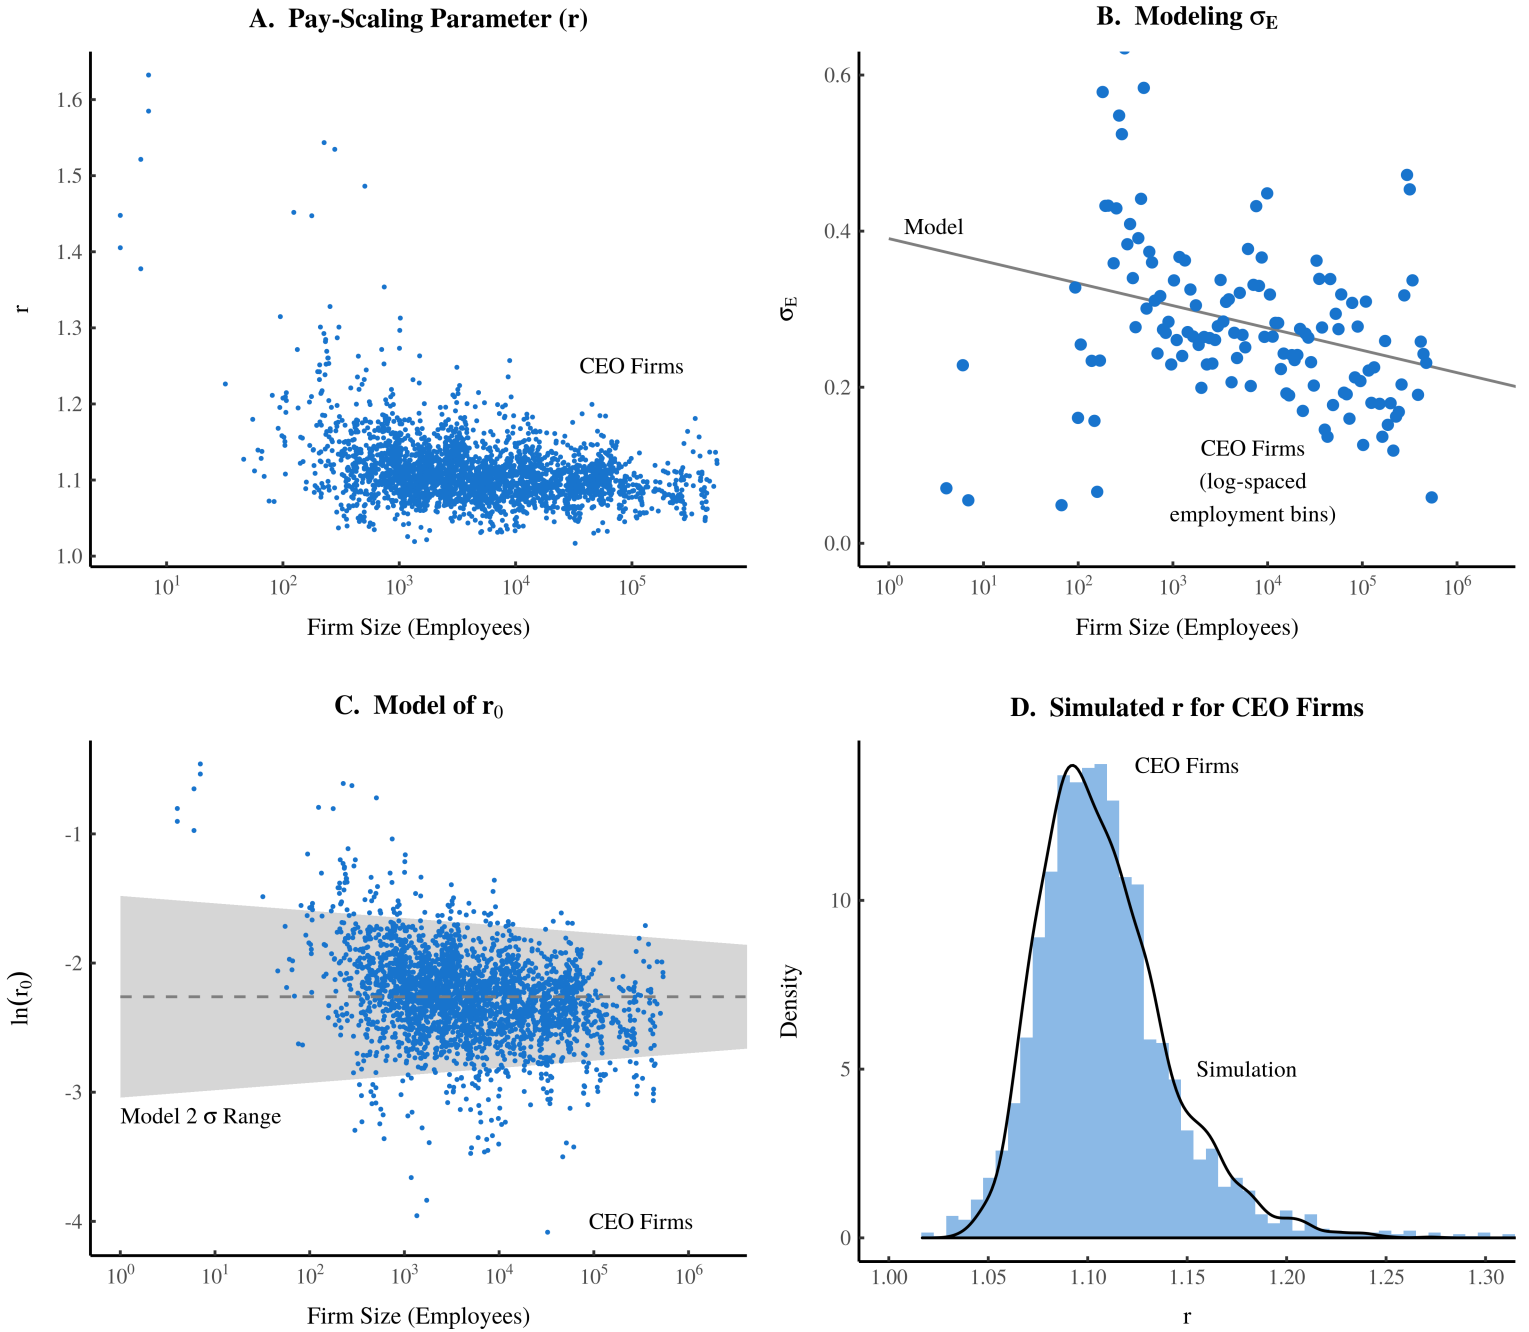 A. Pay-Scaling Parameter (r)
r
1.6
1.5
1.4
1.3
1.2
1.1
1.0
CEO Firms
10¹ 10² 10³ 10⁴ 10⁵
Firm Size (Employees)
B. Modeling σE
σE
0.6
0.4
0.2
0.0
Model
CEO Firms
(log-spaced
employment bins)
10⁰ 10¹ 10² 10³ 10⁴ 10⁵ 10⁶
Firm Size (Employees)
C. Model of r₀
ln(r₀)
-1
-2
-3
-4
Model 2 σ Range
CEO Firms
10⁰ 10¹ 10² 10³ 10⁴ 10⁵ 10⁶
Firm Size (Employees)
D. Simulated r for CEO Firms
Density
10
5
0
CEO Firms
Simulation
1.00 1.05 1.10 1.15 1.20 1.25 1.30
r